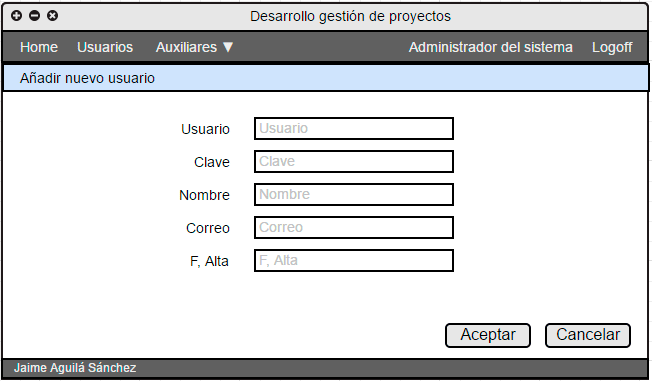 Desarrollo gestión de proyectos
Home Usuarios Auxiliares ▼ Administrador del sistema Logoff
Añadir nuevo usuario
Usuario Usuario
Clave Clave
Nombre Nombre
Correo Correo
F, Alta F, Alta
Aceptar Cancelar
Jaime Aguilá Sánchez